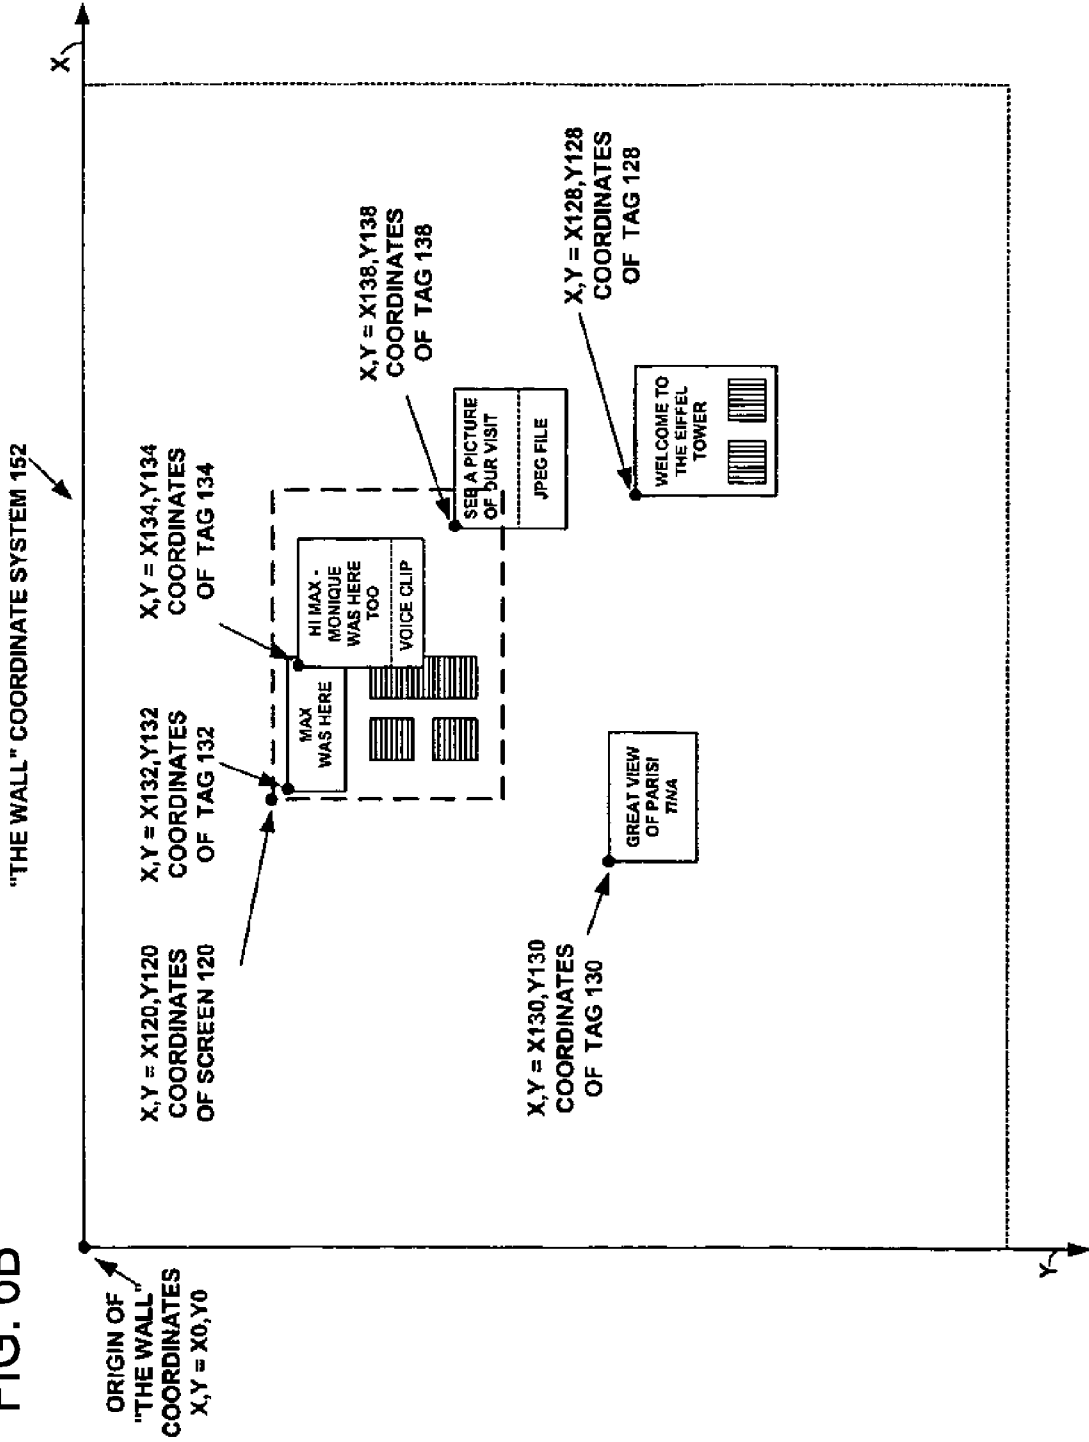 FIG. 6B
"THE WALL" COORDINATE SYSTEM 152
ORIGIN OF
"THE WALL"
COORDINATES
X,Y = X0,Y0
X
Y
X,Y = X120,Y120
COORDINATES
OF SCREEN 120
X,Y = X132,Y132
COORDINATES
OF TAG 132
X,Y = X134,Y134
COORDINATES
OF TAG 134
X,Y = X138,Y138
COORDINATES
OF TAG 138
X,Y = X130,Y130
COORDINATES
OF TAG 130
X,Y = X128,Y128
COORDINATES
OF TAG 128
MAX
WAS HERE
HI MAX -
MONIQUE
WAS HERE
TOO
VOICE CLIP
SEE A PICTURE
OF OUR VISIT
JPEG FILE
GREAT VIEW
OF PARIS!
TINA
WELCOME TO
THE EIFFEL
TOWER